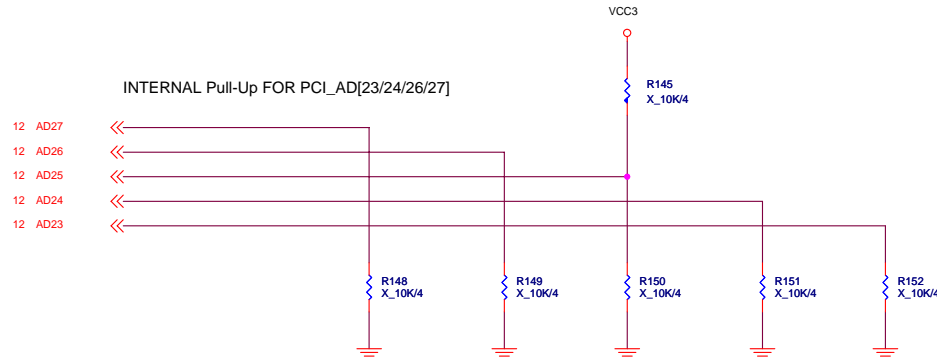 VCC3
R145
X_10K/4
INTERNAL Pull-Up FOR PCI_AD[23/24/26/27]
12 AD27
12 AD26
12 AD25
12 AD24
12 AD23
R148
X_10K/4
R149
X_10K/4
R150
X_10K/4
R151
X_10K/4
R152
X_10K/4